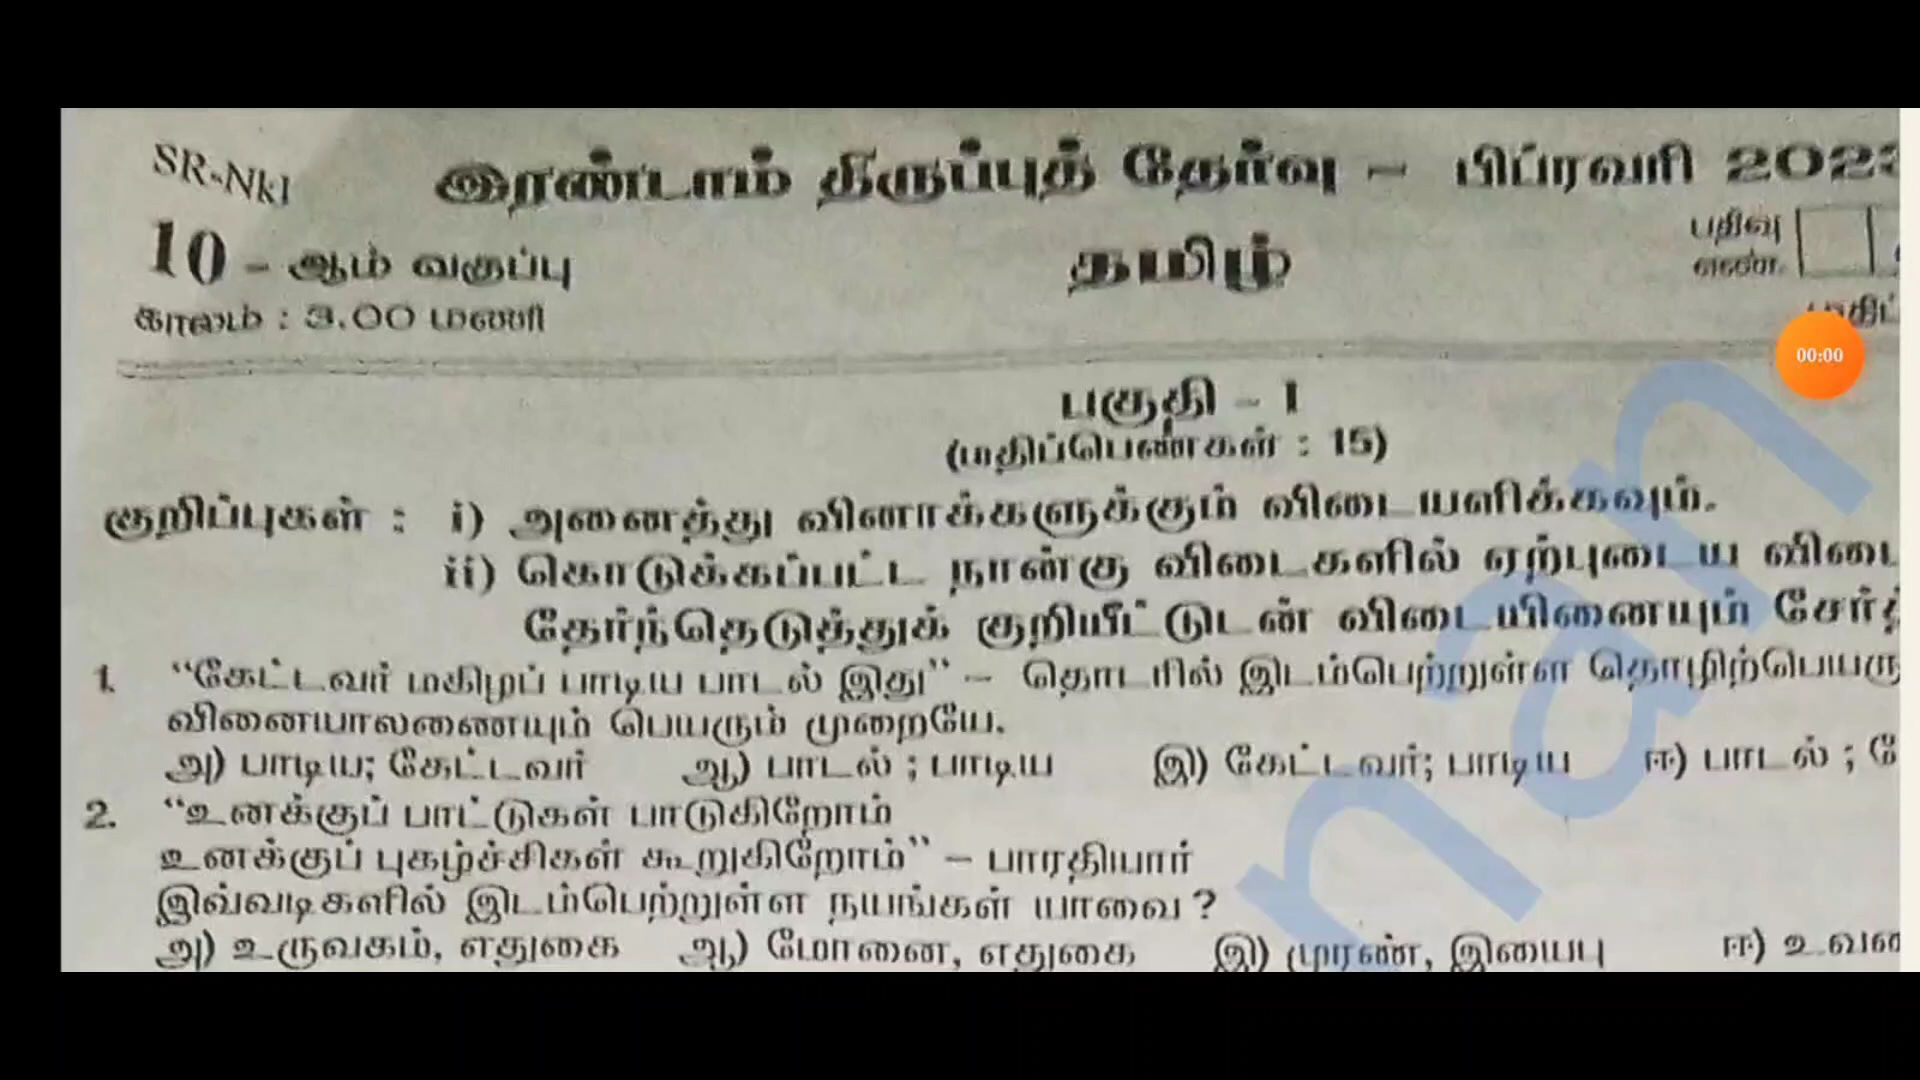 SR-Nkl
இரண்டாம் திருப்புத் தேர்வு - பிப்ரவரி 202
10 - ஆம் வகுப்பு
தமிழ்
பதிவு
எண்.
காலம் : 3.00 மணி
00:00
பகுதி - I
(மதிப்பெண்கள் : 15)
குறிப்புகள் : i) அனைத்து வினாக்களுக்கும் விடையளிக்கவும்.
ii) கொடுக்கப்பட்ட நான்கு விடைகளில் ஏற்புடைய விடை
தேர்ந்தெடுத்துக் குறியீட்டுடன் விடையினையும் சேர்த்
1. "கேட்டவர் மகிழப் பாடிய பாடல் இது" - தொடரில் இடம்பெற்றுள்ள தொழிற்பெயரு
வினையாலணையும் பெயரும் முறையே.
அ) பாடிய; கேட்டவர் ஆ) பாடல் ; பாடிய இ) கேட்டவர்; பாடிய ஈ) பாடல் ; கே
2. "உனக்குப் பாட்டுகள் பாடுகிறோம்
உனக்குப் புகழ்ச்சிகள் கூறுகிறோம்" - பாரதியார்
இவ்வடிகளில் இடம்பெற்றுள்ள நயங்கள் யாவை ?
அ) உருவகம், எதுகை ஆ) மோனை, எதுகை இ) முரண், இயைபு ஈ) உவ
nan